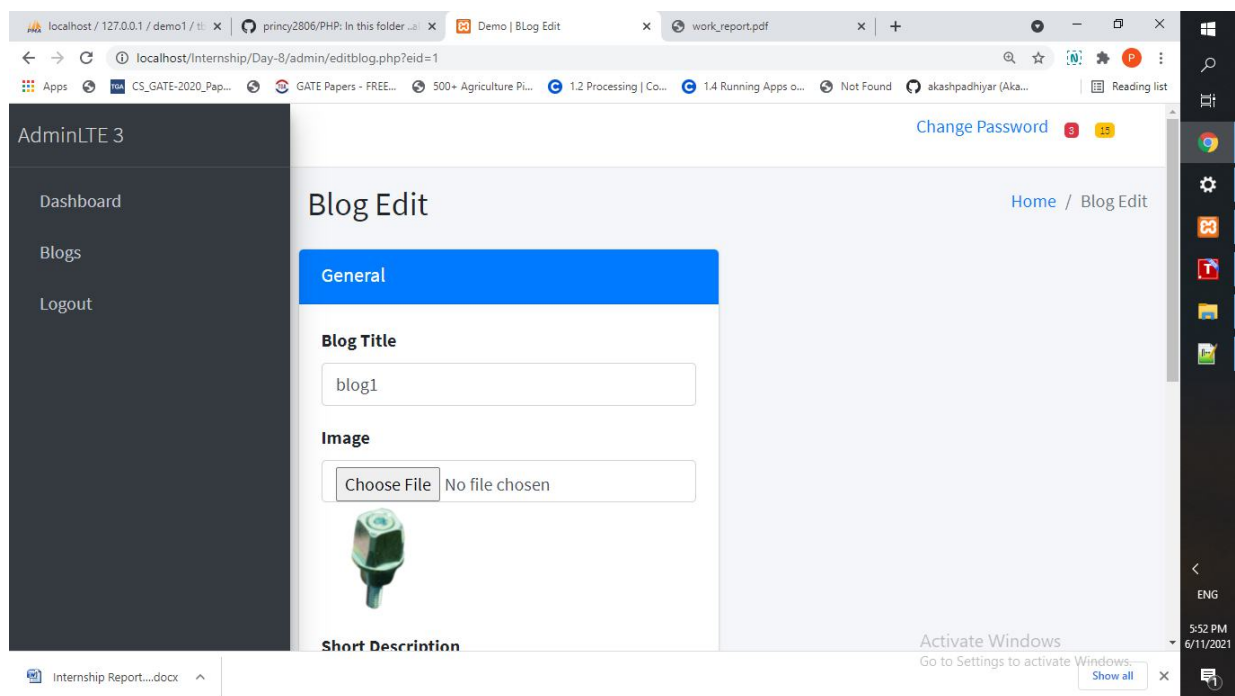 localhost / 127.0.0.1 / demo1 / tb
princy2806/PHP: In this folder ..al
Demo | BLog Edit
work_report.pdf
localhost/Internship/Day-8/admin/editblog.php?eid=1
P
Apps
TGA
CS_GATE-2020_Pap...
GATE Papers - FREE...
500+ Agriculture Pi...
1.2 Processing | Co...
1.4 Running Apps o...
Not Found
akashpadhiyar (Aka...
Reading list
AdminLTE 3
Change Password
3
15
Dashboard
Blogs
Logout
Blog Edit
Home / Blog Edit
General
Blog Title
blog1
Image
Choose File No file chosen
Short Description
Activate Windows
Go to Settings to activate Windows.
Internship Report....docx
Show all
ENG
5:52 PM
6/11/2021
1